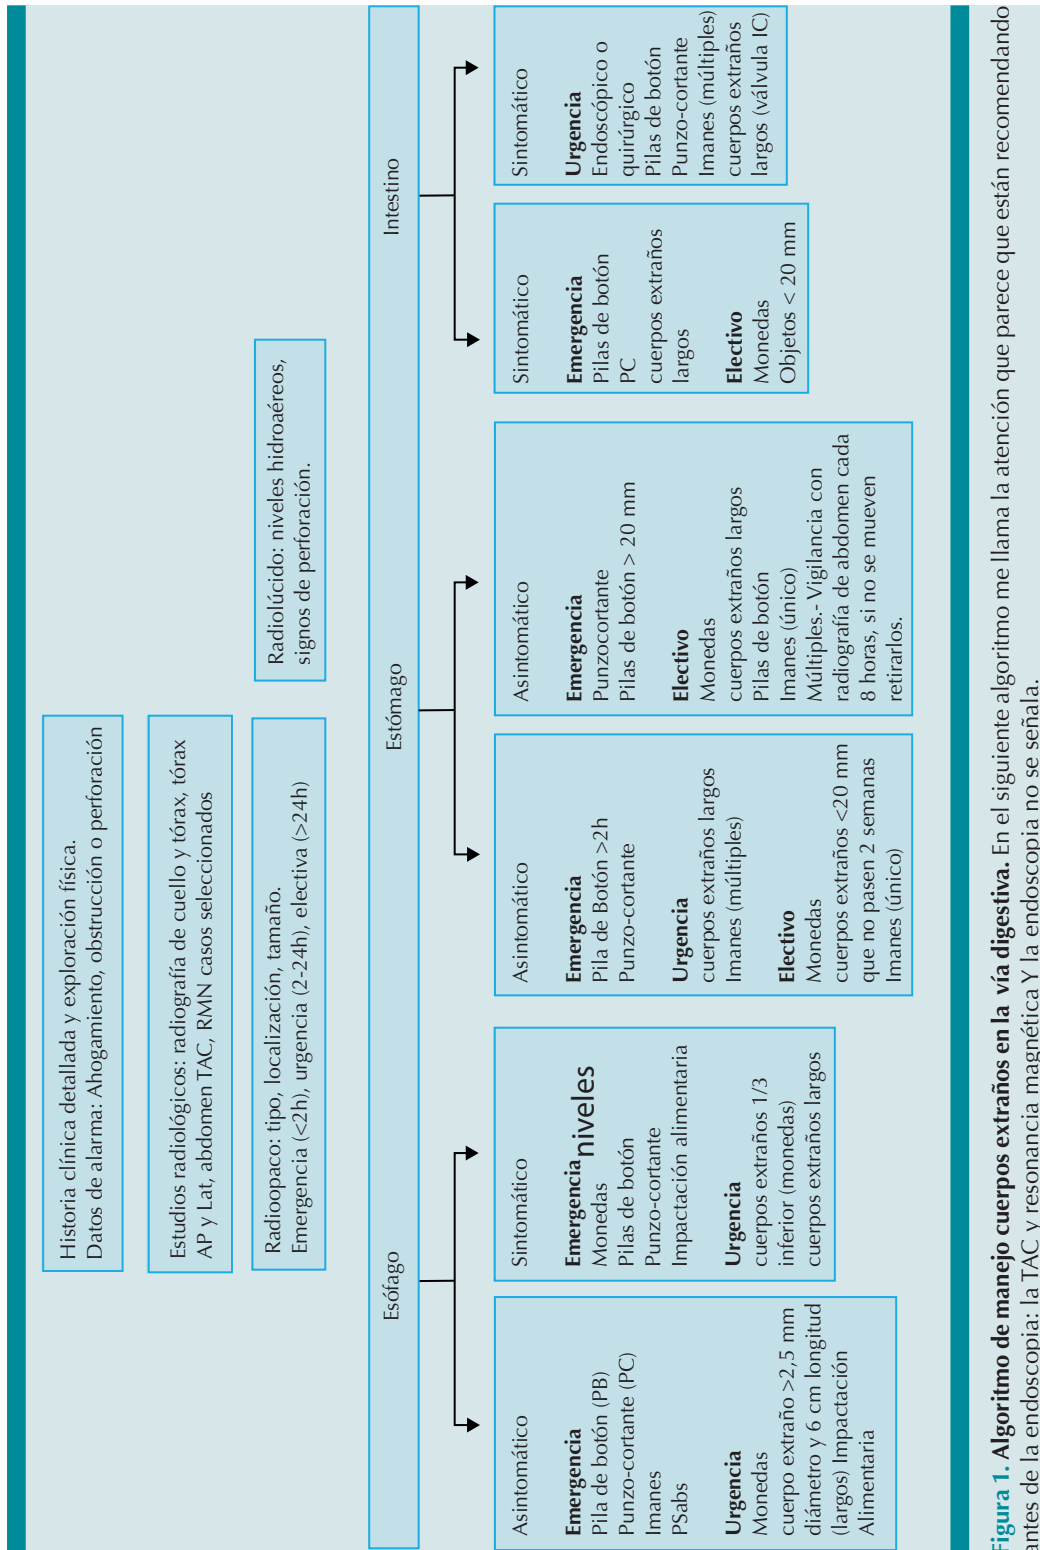 Historia clínica detallada y exploración física.
Datos de alarma: Ahogamiento, obstrucción o perforación
Estudios radiológicos: radiografía de cuello y tórax, tórax
AP y Lat, abdomen TAC, RMN casos seleccionados
Radioopaco: tipo, localización, tamaño.
Emergencia (<2h), urgencia (2-24h), electiva (>24h)
Radiolúcido: niveles hidroaéreos,
signos de perforación.
Esófago
Estómago
Intestino
Asintomático
Emergencia
Pila de botón (PB)
Punzo-cortante (PC)
Imanes
PSabs
Urgencia
Monedas
cuerpo extraño >2,5 mm
diámetro y 6 cm longitud
(largos) Impactación
Alimentaria
Sintomático
Emergencia niveles
Monedas
Pilas de botón
Punzo-cortante
Impactación alimentaria
Urgencia
cuerpos extraños 1/3
inferior (monedas)
cuerpos extraños largos
Asintomático
Emergencia
Pila de Botón >2h
Punzo-cortante
Urgencia
cuerpos extraños largos
Imanes (múltiples)
Electivo
Monedas
cuerpos extraños <20 mm
que no pasen 2 semanas
Imanes (único)
Asintomático
Emergencia
Punzocortante
Pilas de botón > 20 mm
Electivo
Monedas
cuerpos extraños largos
Pilas de botón
Imanes (único)
Múltiples.- Vigilancia con
radiografía de abdomen cada
8 horas, si no se mueven
retirarlos.
Sintomático
Emergencia
Pilas de botón
PC
cuerpos extraños
largos
Electivo
Monedas
Objetos < 20 mm
Sintomático
Urgencia
Endoscópico o
quirúrgico
Pilas de botón
Punzo-cortante
Imanes (múltiples)
cuerpos extraños
largos (válvula IC)
Figura 1. Algoritmo de manejo cuerpos extraños en la vía digestiva. En el siguiente algoritmo me llama la atención que parece que están recomendando
antes de la endoscopia: la TAC y resonancia magnética Y la endoscopia no se señala.